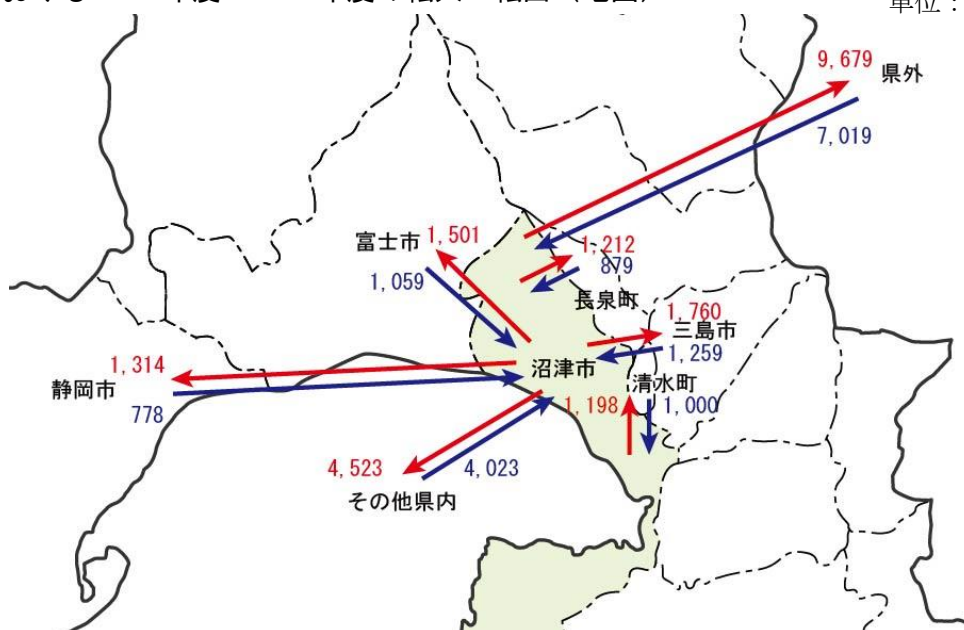 単位：
9,679
県外
7,019
富士市
1,501
1,059
1,212
879
長泉町
1,760
三島市
1,259
沼津市
清水町
1,314
静岡市
778
1,198
1,000
4,523
4,023
その他県内